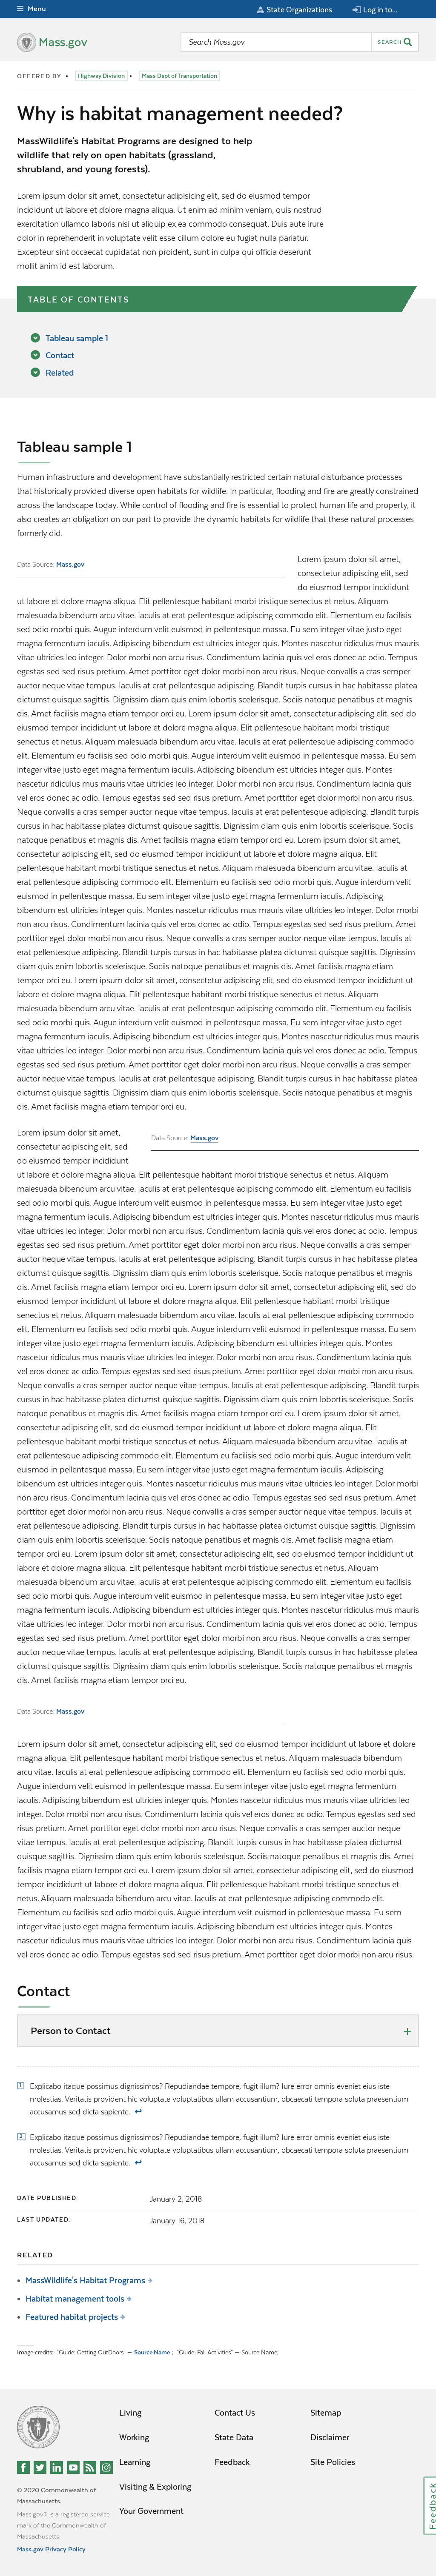 Menu
State Organizations
Log in to...
Mass.gov
Search Mass.gov
SEARCH
OFFERED BY • Highway Division • Mass Dept of Transportation
Why is habitat management needed?
MassWildlife's Habitat Programs are designed to help
wildlife that rely on open habitats (grassland,
shrubland, and young forests).
Lorem ipsum dolor sit amet, consectetur adipisicing elit, sed do eiusmod tempor
incididunt ut labore et dolore magna aliqua. Ut enim ad minim veniam, quis nostrud
exercitation ullamco laboris nisi ut aliquip ex ea commodo consequat. Duis aute irure
dolor in reprehenderit in voluptate velit esse cillum dolore eu fugiat nulla pariatur.
Excepteur sint occaecat cupidatat non proident, sunt in culpa qui officia deserunt
mollit anim id est laborum.
TABLE OF CONTENTS
Tableau sample 1
Contact
Related
Tableau sample 1
Human infrastructure and development have substantially restricted certain natural disturbance processes
that historically provided diverse open habitats for wildlife. In particular, flooding and fire are greatly constrained
across the landscape today. While control of flooding and fire is essential to protect human life and property, it
also creates an obligation on our part to provide the dynamic habitats for wildlife that these natural processes
formerly did.
Data Source: Mass.gov
Lorem ipsum dolor sit amet,
consectetur adipiscing elit, sed
do eiusmod tempor incididunt
ut labore et dolore magna aliqua. Elit pellentesque habitant morbi tristique senectus et netus. Aliquam
malesuada bibendum arcu vitae. Iaculis at erat pellentesque adipiscing commodo elit. Elementum eu facilisis
sed odio morbi quis. Augue interdum velit euismod in pellentesque massa. Eu sem integer vitae justo eget
magna fermentum iaculis. Adipiscing bibendum est ultricies integer quis. Montes nascetur ridiculus mus mauris
vitae ultricies leo integer. Dolor morbi non arcu risus. Condimentum lacinia quis vel eros donec ac odio. Tempus
egestas sed sed risus pretium. Amet porttitor eget dolor morbi non arcu risus. Neque convallis a cras semper
auctor neque vitae tempus. Iaculis at erat pellentesque adipiscing. Blandit turpis cursus in hac habitasse platea
dictumst quisque sagittis. Dignissim diam quis enim lobortis scelerisque. Sociis natoque penatibus et magnis
dis. Amet facilisis magna etiam tempor orci eu. Lorem ipsum dolor sit amet, consectetur adipiscing elit, sed do
eiusmod tempor incididunt ut labore et dolore magna aliqua. Elit pellentesque habitant morbi tristique
senectus et netus. Aliquam malesuada bibendum arcu vitae. Iaculis at erat pellentesque adipiscing commodo
elit. Elementum eu facilisis sed odio morbi quis. Augue interdum velit euismod in pellentesque massa. Eu sem
integer vitae justo eget magna fermentum iaculis. Adipiscing bibendum est ultricies integer quis. Montes
nascetur ridiculus mus mauris vitae ultricies leo integer. Dolor morbi non arcu risus. Condimentum lacinia quis
vel eros donec ac odio. Tempus egestas sed sed risus pretium. Amet porttitor eget dolor morbi non arcu risus.
Neque convallis a cras semper auctor neque vitae tempus. Iaculis at erat pellentesque adipiscing. Blandit turpis
cursus in hac habitasse platea dictumst quisque sagittis. Dignissim diam quis enim lobortis scelerisque. Sociis
natoque penatibus et magnis dis. Amet facilisis magna etiam tempor orci eu. Lorem ipsum dolor sit amet,
consectetur adipiscing elit, sed do eiusmod tempor incididunt ut labore et dolore magna aliqua. Elit
pellentesque habitant morbi tristique senectus et netus. Aliquam malesuada bibendum arcu vitae. Iaculis at
erat pellentesque adipiscing commodo elit. Elementum eu facilisis sed odio morbi quis. Augue interdum velit
euismod in pellentesque massa. Eu sem integer vitae justo eget magna fermentum iaculis. Adipiscing
bibendum est ultricies integer quis. Montes nascetur ridiculus mus mauris vitae ultricies leo integer. Dolor morbi
non arcu risus. Condimentum lacinia quis vel eros donec ac odio. Tempus egestas sed sed risus pretium. Amet
porttitor eget dolor morbi non arcu risus. Neque convallis a cras semper auctor neque vitae tempus. Iaculis at
erat pellentesque adipiscing. Blandit turpis cursus in hac habitasse platea dictumst quisque sagittis. Dignissim
diam quis enim lobortis scelerisque. Sociis natoque penatibus et magnis dis. Amet facilisis magna etiam
tempor orci eu. Lorem ipsum dolor sit amet, consectetur adipiscing elit, sed do eiusmod tempor incididunt ut
labore et dolore magna aliqua. Elit pellentesque habitant morbi tristique senectus et netus. Aliquam
malesuada bibendum arcu vitae. Iaculis at erat pellentesque adipiscing commodo elit. Elementum eu facilisis
sed odio morbi quis. Augue interdum velit euismod in pellentesque massa. Eu sem integer vitae justo eget
magna fermentum iaculis. Adipiscing bibendum est ultricies integer quis. Montes nascetur ridiculus mus mauris
vitae ultricies leo integer. Dolor morbi non arcu risus. Condimentum lacinia quis vel eros donec ac odio. Tempus
egestas sed sed risus pretium. Amet porttitor eget dolor morbi non arcu risus. Neque convallis a cras semper
auctor neque vitae tempus. Iaculis at erat pellentesque adipiscing. Blandit turpis cursus in hac habitasse platea
dictumst quisque sagittis. Dignissim diam quis enim lobortis scelerisque. Sociis natoque penatibus et magnis
dis. Amet facilisis magna etiam tempor orci eu.
Data Source: Mass.gov
Lorem ipsum dolor sit amet,
consectetur adipiscing elit, sed
do eiusmod tempor incididunt
ut labore et dolore magna aliqua. Elit pellentesque habitant morbi tristique senectus et netus. Aliquam
malesuada bibendum arcu vitae. Iaculis at erat pellentesque adipiscing commodo elit. Elementum eu facilisis
sed odio morbi quis. Augue interdum velit euismod in pellentesque massa. Eu sem integer vitae justo eget
magna fermentum iaculis. Adipiscing bibendum est ultricies integer quis. Montes nascetur ridiculus mus mauris
vitae ultricies leo integer. Dolor morbi non arcu risus. Condimentum lacinia quis vel eros donec ac odio. Tempus
egestas sed sed risus pretium. Amet porttitor eget dolor morbi non arcu risus. Neque convallis a cras semper
auctor neque vitae tempus. Iaculis at erat pellentesque adipiscing. Blandit turpis cursus in hac habitasse platea
dictumst quisque sagittis. Dignissim diam quis enim lobortis scelerisque. Sociis natoque penatibus et magnis
dis. Amet facilisis magna etiam tempor orci eu. Lorem ipsum dolor sit amet, consectetur adipiscing elit, sed do
eiusmod tempor incididunt ut labore et dolore magna aliqua. Elit pellentesque habitant morbi tristique
senectus et netus. Aliquam malesuada bibendum arcu vitae. Iaculis at erat pellentesque adipiscing commodo
elit. Elementum eu facilisis sed odio morbi quis. Augue interdum velit euismod in pellentesque massa. Eu sem
integer vitae justo eget magna fermentum iaculis. Adipiscing bibendum est ultricies integer quis. Montes
nascetur ridiculus mus mauris vitae ultricies leo integer. Dolor morbi non arcu risus. Condimentum lacinia quis
vel eros donec ac odio. Tempus egestas sed sed risus pretium. Amet porttitor eget dolor morbi non arcu risus.
Neque convallis a cras semper auctor neque vitae tempus. Iaculis at erat pellentesque adipiscing. Blandit turpis
cursus in hac habitasse platea dictumst quisque sagittis. Dignissim diam quis enim lobortis scelerisque. Sociis
natoque penatibus et magnis dis. Amet facilisis magna etiam tempor orci eu. Lorem ipsum dolor sit amet,
consectetur adipiscing elit, sed do eiusmod tempor incididunt ut labore et dolore magna aliqua. Elit
pellentesque habitant morbi tristique senectus et netus. Aliquam malesuada bibendum arcu vitae. Iaculis at
erat pellentesque adipiscing commodo elit. Elementum eu facilisis sed odio morbi quis. Augue interdum velit
euismod in pellentesque massa. Eu sem integer vitae justo eget magna fermentum iaculis. Adipiscing
bibendum est ultricies integer quis. Montes nascetur ridiculus mus mauris vitae ultricies leo integer. Dolor morbi
non arcu risus. Condimentum lacinia quis vel eros donec ac odio. Tempus egestas sed sed risus pretium. Amet
porttitor eget dolor morbi non arcu risus. Neque convallis a cras semper auctor neque vitae tempus. Iaculis at
erat pellentesque adipiscing. Blandit turpis cursus in hac habitasse platea dictumst quisque sagittis. Dignissim
diam quis enim lobortis scelerisque. Sociis natoque penatibus et magnis dis. Amet facilisis magna etiam
tempor orci eu. Lorem ipsum dolor sit amet, consectetur adipiscing elit, sed do eiusmod tempor incididunt ut
labore et dolore magna aliqua. Elit pellentesque habitant morbi tristique senectus et netus. Aliquam
malesuada bibendum arcu vitae. Iaculis at erat pellentesque adipiscing commodo elit. Elementum eu facilisis
sed odio morbi quis. Augue interdum velit euismod in pellentesque massa. Eu sem integer vitae justo eget
magna fermentum iaculis. Adipiscing bibendum est ultricies integer quis. Montes nascetur ridiculus mus mauris
vitae ultricies leo integer. Dolor morbi non arcu risus. Condimentum lacinia quis vel eros donec ac odio. Tempus
egestas sed sed risus pretium. Amet porttitor eget dolor morbi non arcu risus. Neque convallis a cras semper
auctor neque vitae tempus. Iaculis at erat pellentesque adipiscing. Blandit turpis cursus in hac habitasse platea
dictumst quisque sagittis. Dignissim diam quis enim lobortis scelerisque. Sociis natoque penatibus et magnis
dis. Amet facilisis magna etiam tempor orci eu.
Data Source: Mass.gov
Lorem ipsum dolor sit amet, consectetur adipiscing elit, sed do eiusmod tempor incididunt ut labore et dolore
magna aliqua. Elit pellentesque habitant morbi tristique senectus et netus. Aliquam malesuada bibendum
arcu vitae. Iaculis at erat pellentesque adipiscing commodo elit. Elementum eu facilisis sed odio morbi quis.
Augue interdum velit euismod in pellentesque massa. Eu sem integer vitae justo eget magna fermentum
iaculis. Adipiscing bibendum est ultricies integer quis. Montes nascetur ridiculus mus mauris vitae ultricies leo
integer. Dolor morbi non arcu risus. Condimentum lacinia quis vel eros donec ac odio. Tempus egestas sed sed
risus pretium. Amet porttitor eget dolor morbi non arcu risus. Neque convallis a cras semper auctor neque
vitae tempus. Iaculis at erat pellentesque adipiscing. Blandit turpis cursus in hac habitasse platea dictumst
quisque sagittis. Dignissim diam quis enim lobortis scelerisque. Sociis natoque penatibus et magnis dis. Amet
facilisis magna etiam tempor orci eu. Lorem ipsum dolor sit amet, consectetur adipiscing elit, sed do eiusmod
tempor incididunt ut labore et dolore magna aliqua. Elit pellentesque habitant morbi tristique senectus et
netus. Aliquam malesuada bibendum arcu vitae. Iaculis at erat pellentesque adipiscing commodo elit.
Elementum eu facilisis sed odio morbi quis. Augue interdum velit euismod in pellentesque massa. Eu sem
integer vitae justo eget magna fermentum iaculis. Adipiscing bibendum est ultricies integer quis. Montes
nascetur ridiculus mus mauris vitae ultricies leo integer. Dolor morbi non arcu risus. Condimentum lacinia quis
vel eros donec ac odio. Tempus egestas sed sed risus pretium. Amet porttitor eget dolor morbi non arcu risus.
Contact
Person to Contact
1 Explicabo itaque possimus dignissimos? Repudiandae tempore, fugit illum? Iure error omnis eveniet eius iste
molestias. Veritatis provident hic voluptate voluptatibus ullam accusantium, obcaecati tempora soluta praesentium
accusamus sed dicta sapiente. ↩
2 Explicabo itaque possimus dignissimos? Repudiandae tempore, fugit illum? Iure error omnis eveniet eius iste
molestias. Veritatis provident hic voluptate voluptatibus ullam accusantium, obcaecati tempora soluta praesentium
accusamus sed dicta sapiente. ↩
DATE PUBLISHED: January 2, 2018
LAST UPDATED: January 16, 2018
RELATED
MassWildlife's Habitat Programs
Habitat management tools
Featured habitat projects
Image credits: "Guide: Getting OutDoors" — Source Name , "Guide: Fall Activities" — Source Name,
Living
Working
Learning
Visiting & Exploring
Your Government
Contact Us
State Data
Feedback
Sitemap
Disclaimer
Site Policies
© 2020 Commonwealth of
Massachusetts.
Mass.gov® is a registered service
mark of the Commonwealth of
Massachusetts.
Mass.gov Privacy Policy
Feedback